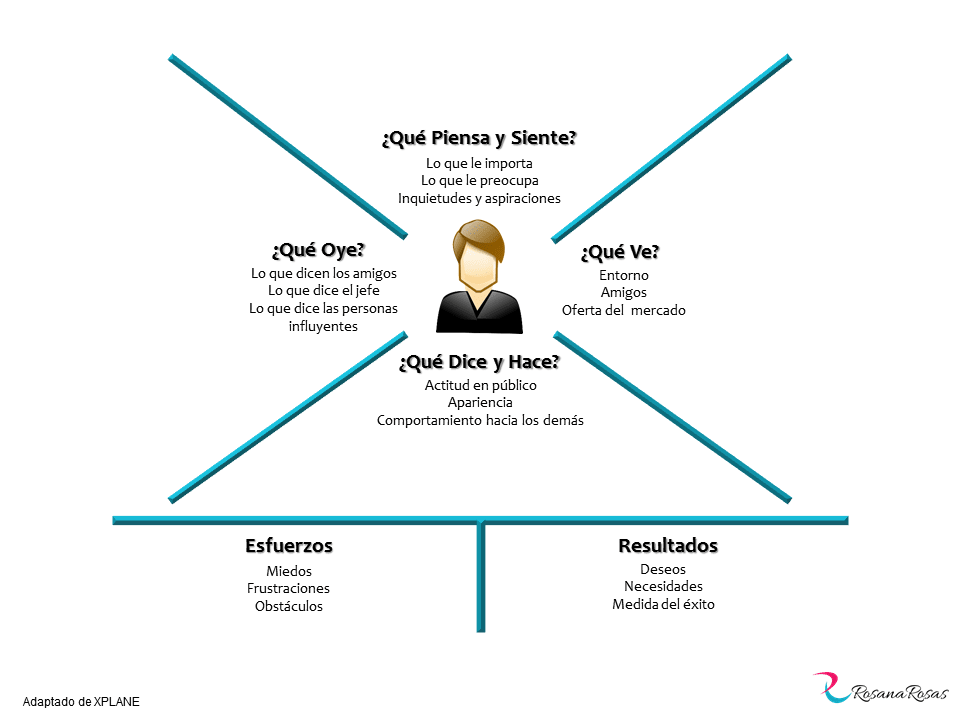 ¿Qué Piensa y Siente?
Lo que le importa
Lo que le preocupa
Inquietudes y aspiraciones
¿Qué Oye?
Lo que dicen los amigos
Lo que dice el jefe
Lo que dice las personas
influyentes
¿Qué Ve?
Entorno
Amigos
Oferta del mercado
¿Qué Dice y Hace?
Actitud en público
Apariencia
Comportamiento hacia los demás
Esfuerzos
Miedos
Frustraciones
Obstáculos
Resultados
Deseos
Necesidades
Medida del éxito
Adaptado de XPLANE
RosanaRosas